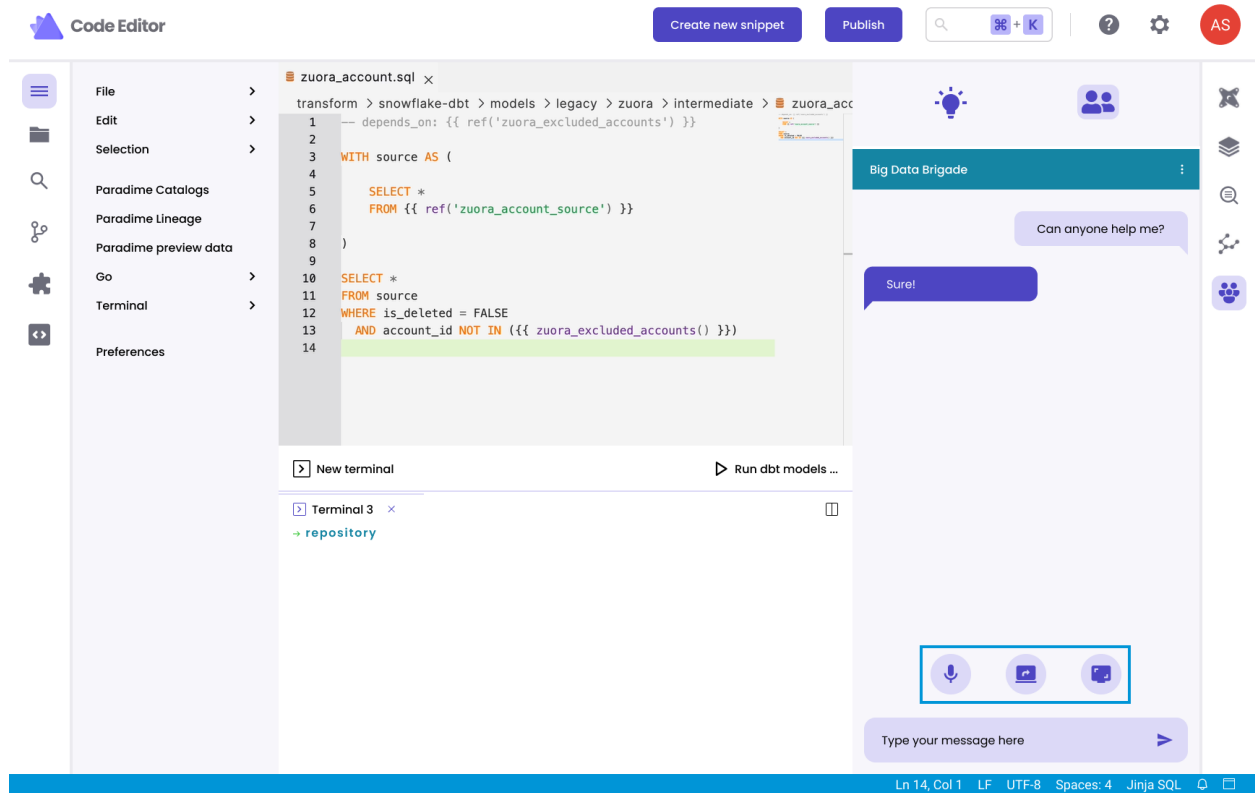 Code Editor
Create new snippet
Publish
⌘ + K
AS
File
Edit
Selection
Paradime Catalogs
Paradime Lineage
Paradime preview data
Go
Terminal
Preferences
zuora_account.sql ×
transform > snowflake-dbt > models > legacy > zuora > intermediate > zuora_acc
1 -- depends_on: {{ ref('zuora_excluded_accounts') }}
2
3 WITH source AS (
4
5 SELECT *
6 FROM {{ ref('zuora_account_source') }}
7
8 )
9
10 SELECT *
11 FROM source
12 WHERE is_deleted = FALSE
13 AND account_id NOT IN ({{ zuora_excluded_accounts() }})
14
New terminal
Run dbt models ...
Terminal 3 ×
→ repository
Big Data Brigade
Can anyone help me?
Sure!
Type your message here
Ln 14, Col 1 LF UTF-8 Spaces: 4 Jinja SQL